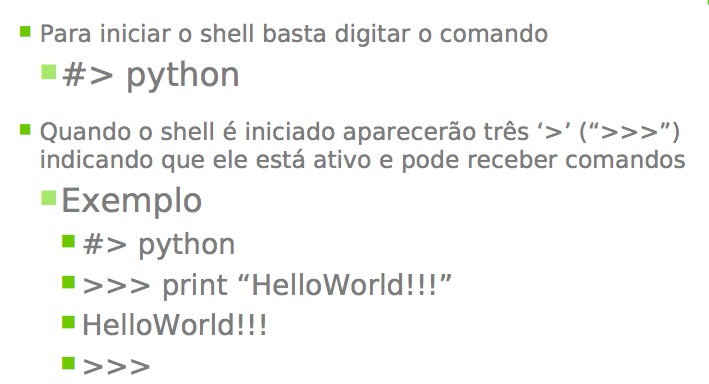 Para iniciar o shell basta digitar o comando
#> python
Quando o shell é iniciado aparecerão três ‘>’ (“>>>”)
indicando que ele está ativo e pode receber comandos
Exemplo
#> python
>>> print “HelloWorld!!!”
HelloWorld!!!
>>>